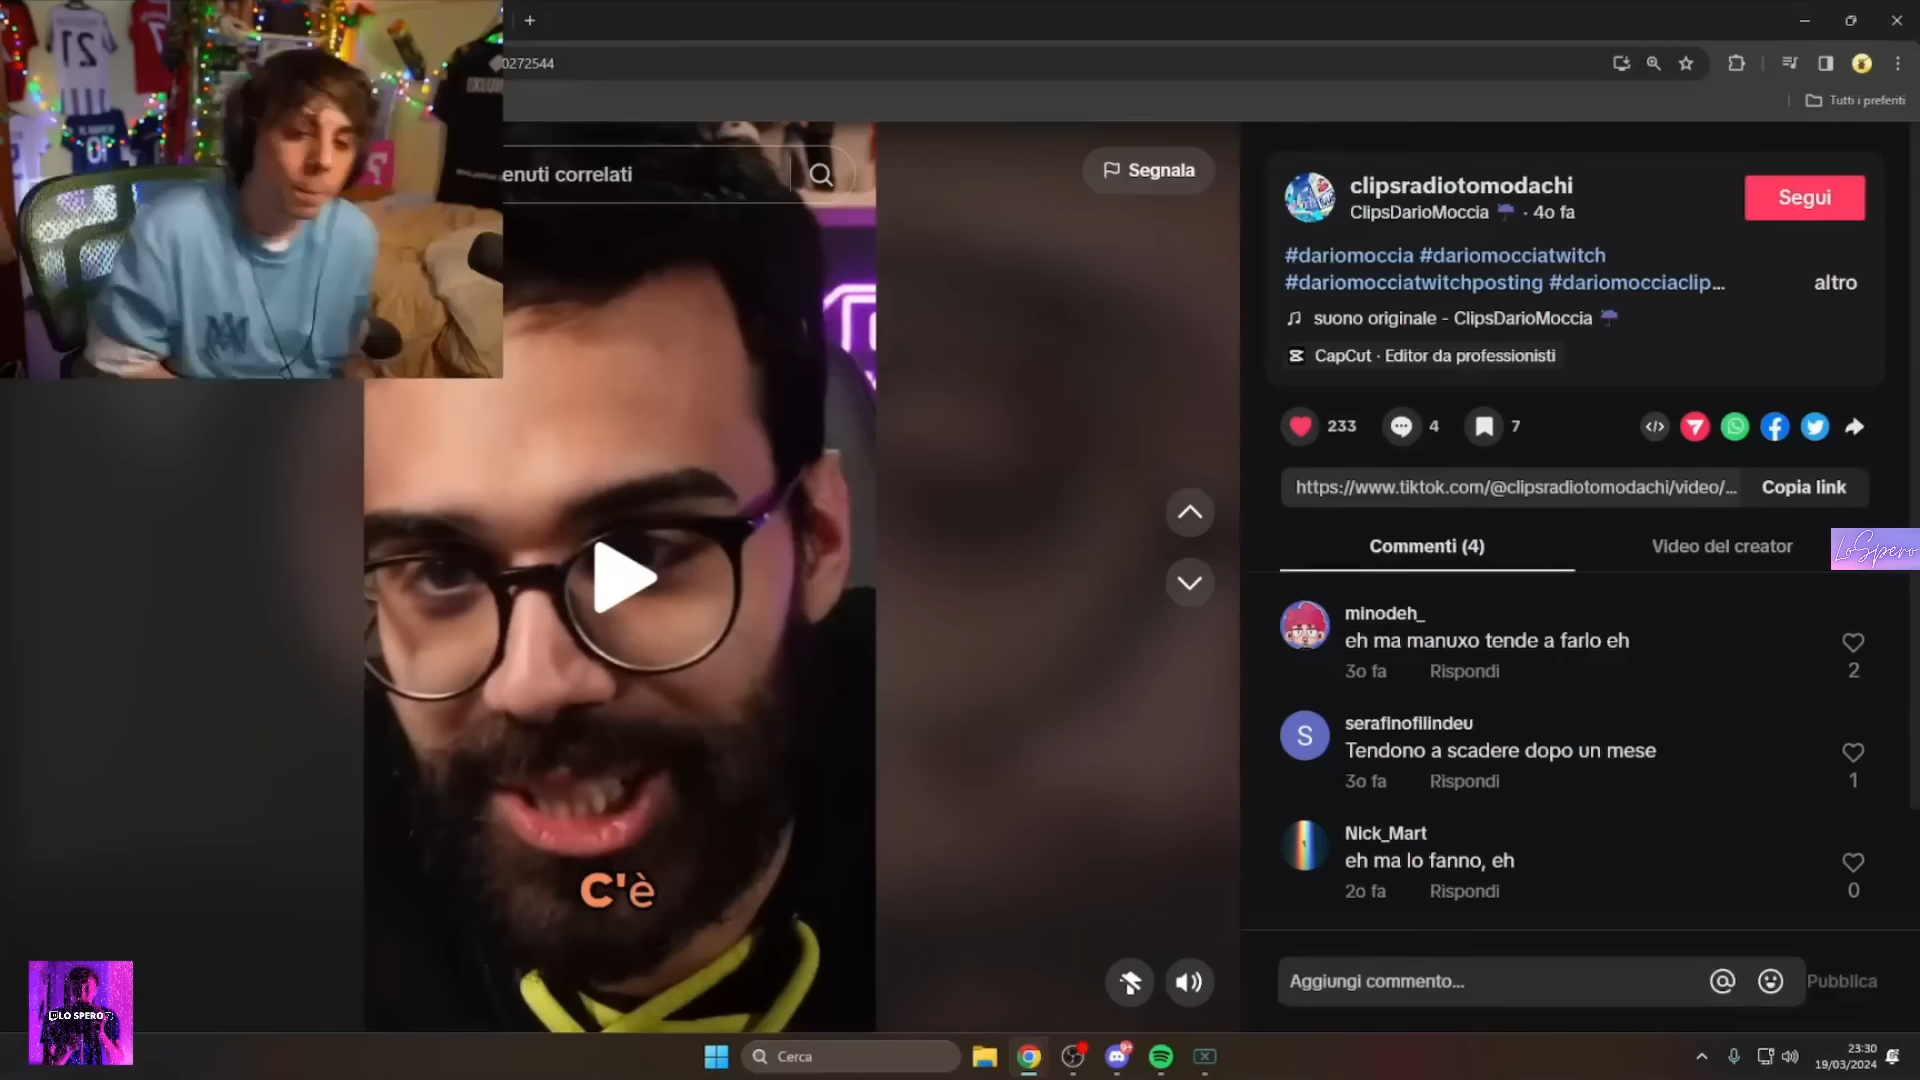 21
10
0272544
Tutti i preferiti
enuti correlati
Segnala
clipsradiotomodachi
ClipsDarioMoccia ☂ · 4o fa
Segui
#dariomoccia #dariomocciatwitch
#dariomocciatwitchposting #dariomocciaclip...
altro
suono originale - ClipsDarioMoccia ☂
CapCut · Editor da professionisti
233
4
7
https://www.tiktok.com/@clipsradiotomodachi/video/...
Copia link
Commenti (4)
Video del creator
LoSpero
minodeh_
eh ma manuxo tende a farlo eh
3o fa
Rispondi
2
S
serafinofilindeu
Tendono a scadere dopo un mese
3o fa
Rispondi
1
Nick_Mart
eh ma lo fanno, eh
2o fa
Rispondi
0
C'è
Aggiungi commento...
Pubblica
LO SPERO
Cerca
9+
23:30
19/03/2024